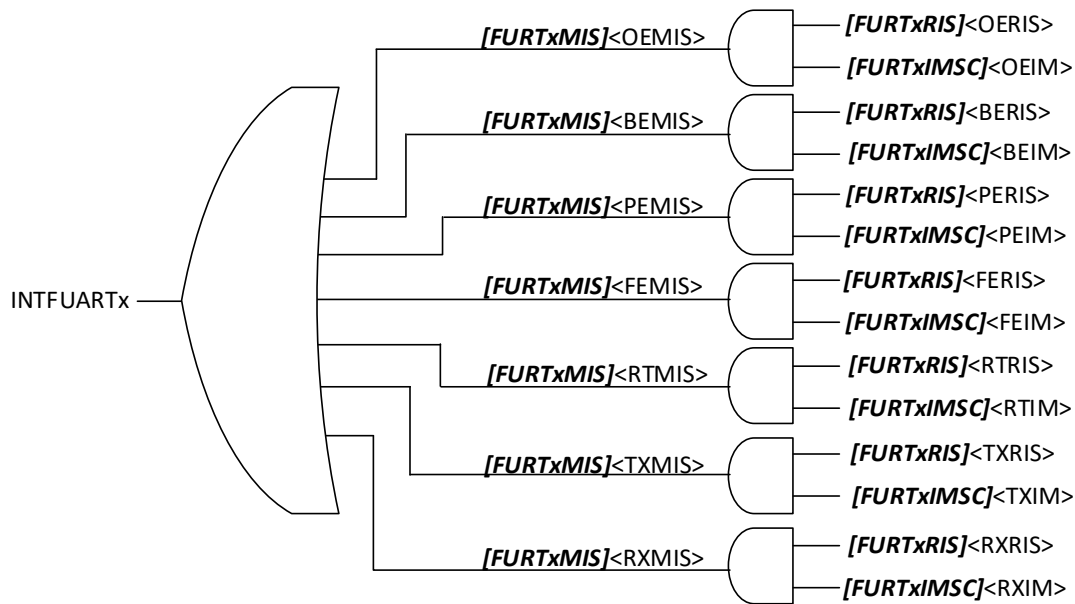 [FURTxMIS]<OEMIS>
[FURTxRIS]<OERIS>
[FURTxIMSC]<OEIM>
[FURTxMIS]<BEMIS>
[FURTxRIS]<BERIS>
[FURTxIMSC]<BEIM>
[FURTxMIS]<PEMIS>
[FURTxRIS]<PERIS>
[FURTxIMSC]<PEIM>
INTFUARTx
[FURTxMIS]<FEMIS>
[FURTxRIS]<FERIS>
[FURTxIMSC]<FEIM>
[FURTxMIS]<RTMIS>
[FURTxRIS]<RTRIS>
[FURTxIMSC]<RTIM>
[FURTxMIS]<TXMIS>
[FURTxRIS]<TXRIS>
[FURTxIMSC]<TXIM>
[FURTxMIS]<RXMIS>
[FURTxRIS]<RXRIS>
[FURTxIMSC]<RXIM>